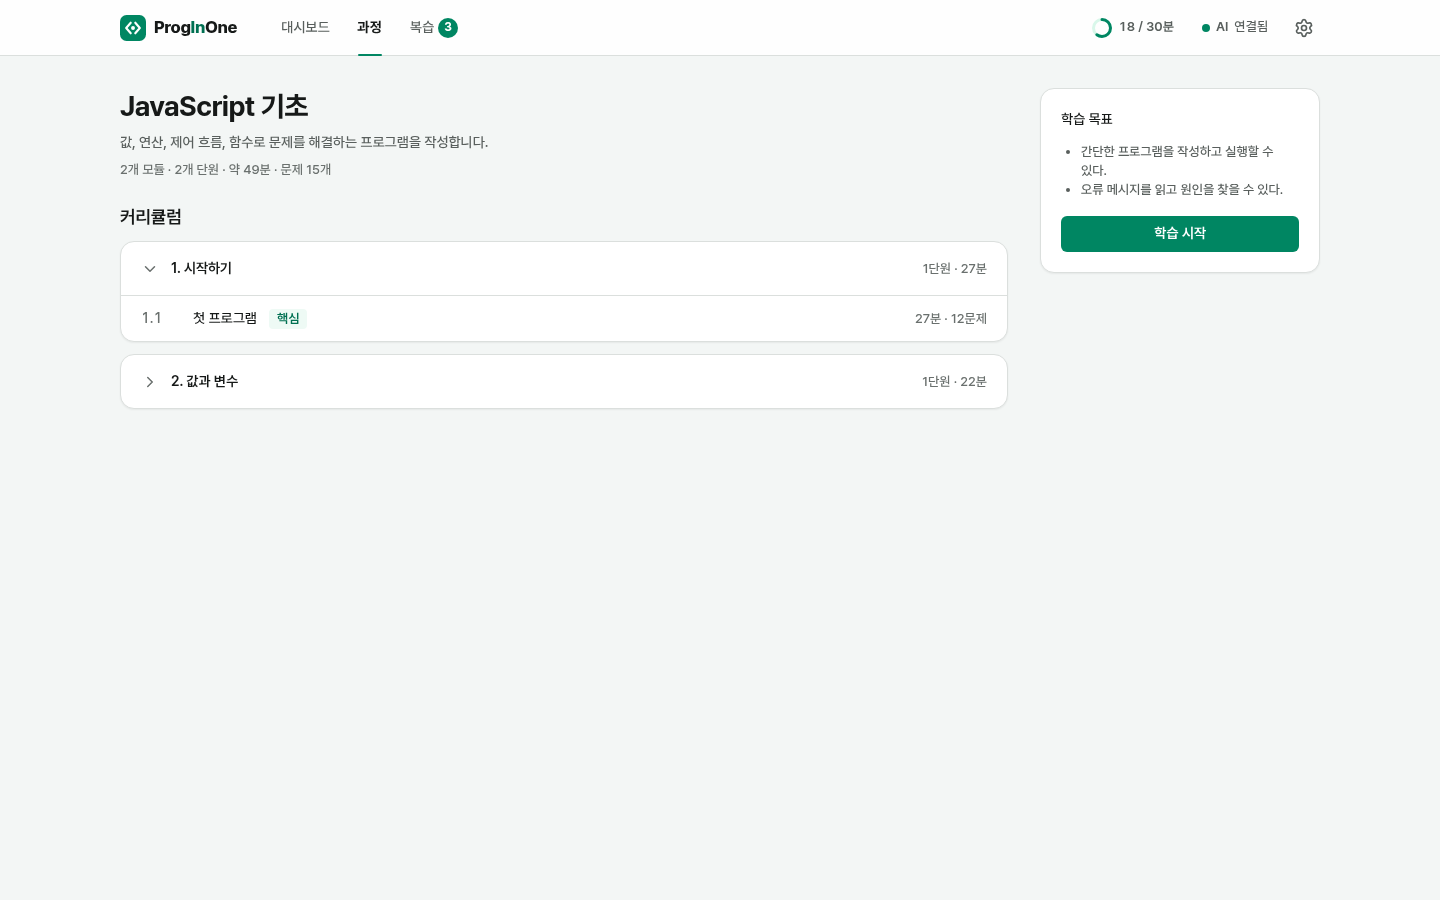 ProgInOne
대시보드
과정
복습 3
18 / 30분
AI 연결됨
JavaScript 기초
값, 연산, 제어 흐름, 함수로 문제를 해결하는 프로그램을 작성합니다.
2개 모듈 · 2개 단원 · 약 49분 · 문제 15개
커리큘럼
1. 시작하기
1단원 · 27분
1.1 첫 프로그램 핵심
27분 · 12문제
2. 값과 변수
1단원 · 22분
학습 목표
• 간단한 프로그램을 작성하고 실행할 수
있다.
• 오류 메시지를 읽고 원인을 찾을 수 있다.
학습 시작